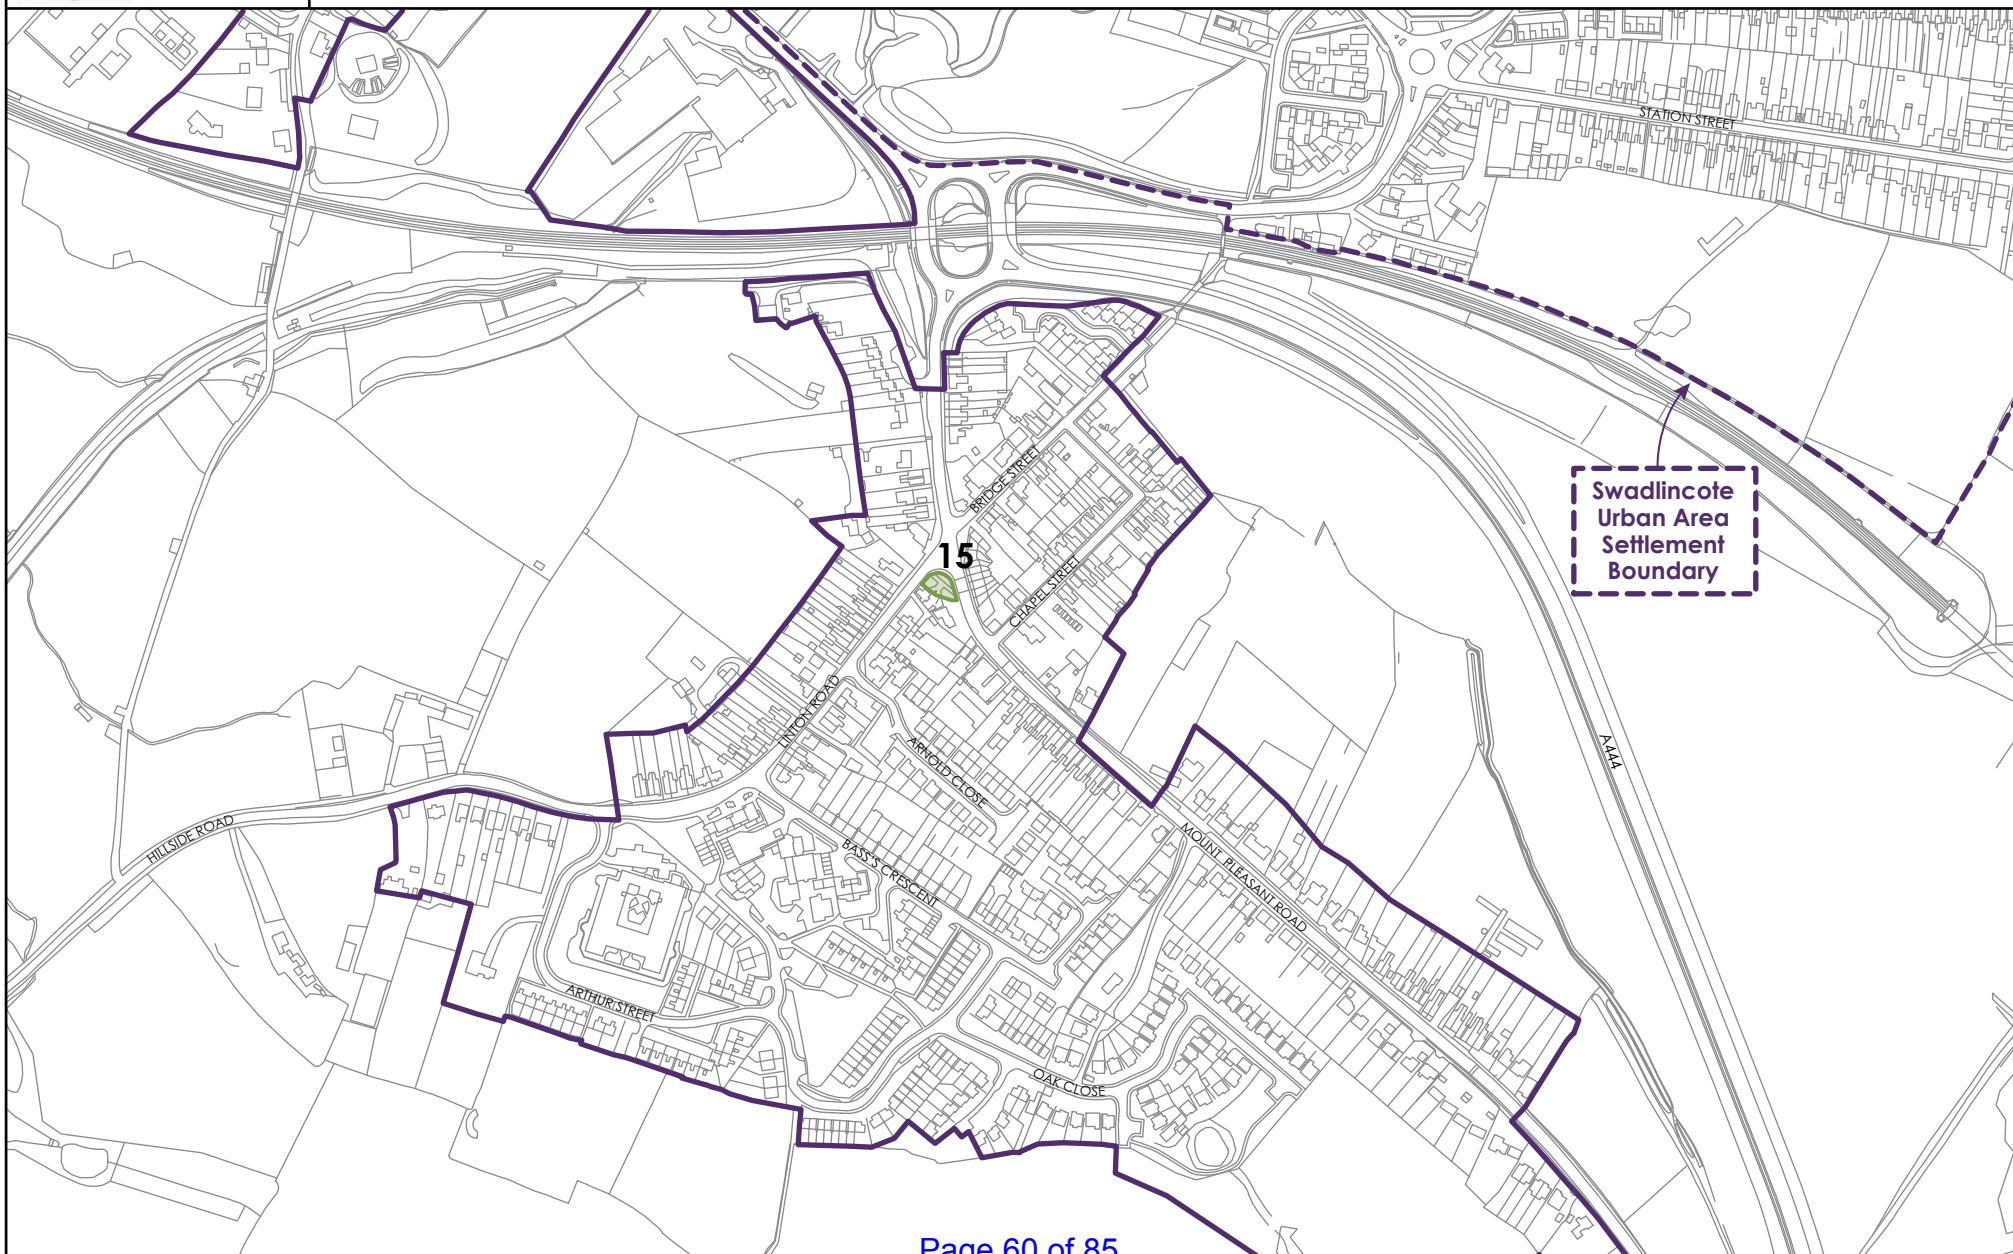 STATION STREET
BRIDGE STREET
Swadlincote
Urban Area
Settlement
Boundary
15
CHAPEL STREET
LINTON ROAD
ARNOLD CLOSE
A444
HILLSIDE ROAD
MOUNT PLEASANT ROAD
BASS'S CRESCENT
ARTHUR STREET
OAK CLOSE
Page 60 of 85